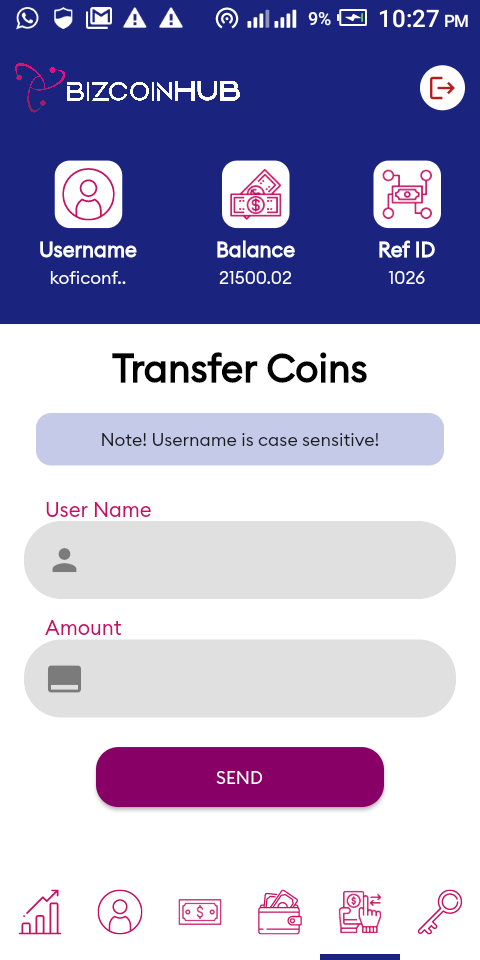 9% 10:27 PM
BIZCOINHUB
Username Balance Ref ID
koficonf.. 21500.02 1026
Transfer Coins
Note! Username is case sensitive!
User Name
Amount
SEND